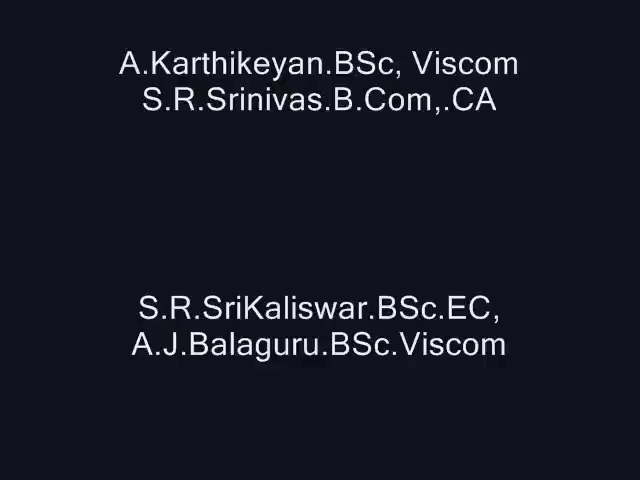 A.Karthikeyan.BSc, Viscom
S.R.Srinivas.B.Com,.CA
S.R.SriKaliswar.BSc.EC,
A.J.Balaguru.BSc.Viscom